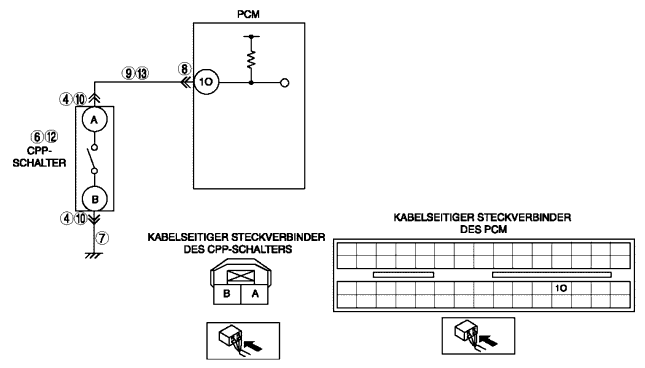 PCM
⑨⑬
⑧
1O
④⑩
A
⑥⑫
CPP-
SCHALTER
B
④⑩
⑦
KABELSEITIGER STECKVERBINDER
DES CPP-SCHALTERS
B A
KABELSEITIGER STECKVERBINDER
DES PCM
1O